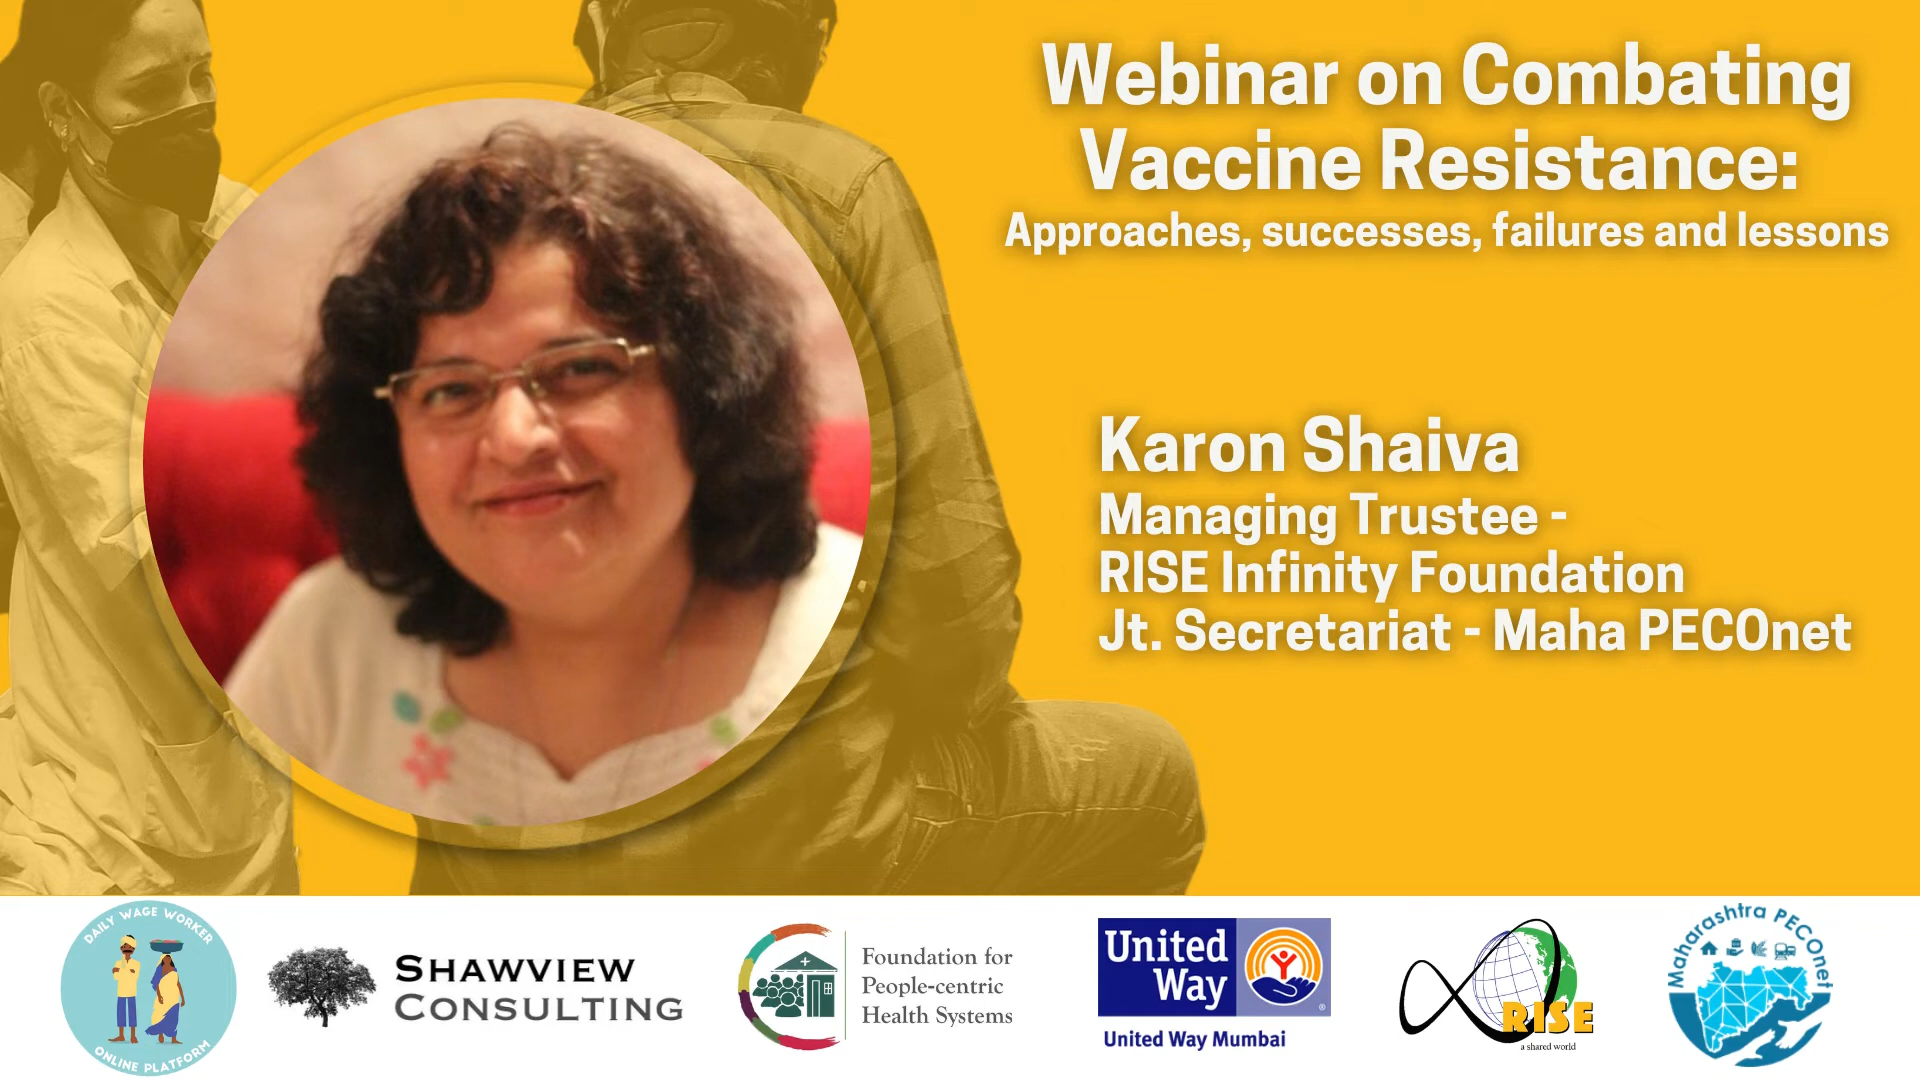 Webinar on Combating
Vaccine Resistance:
Approaches, successes, failures and lessons
Karon Shaiva
Managing Trustee -
RISE Infinity Foundation
Jt. Secretariat - Maha PECOnet
DAILY WAGE WORKER
ONLINE PLATFORM
SHAWVIEW
CONSULTING
Foundation for
People-centric
Health Systems
United
Way
®
United Way Mumbai
RISE
a shared world
Maharashtra PECOnet